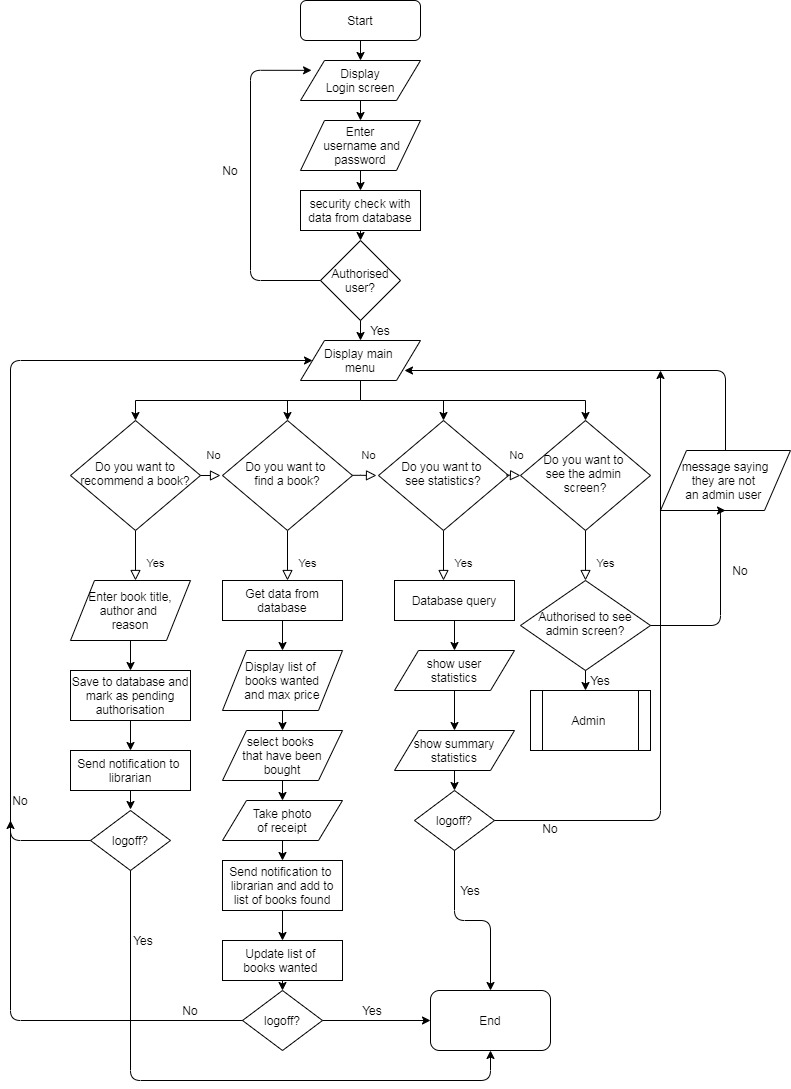 Start
Display
Login screen
Enter
username and
password
No
security check with
data from database
Authorised
user?
Yes
Display main
menu
Do you want to
recommend a book?
No
Do you want to
find a book?
No
Do you want to
see statistics?
No
Do you want to
see the admin
screen?
message saying
they are not
an admin user
Yes
Yes
Yes
Yes
No
Enter book title,
author and
reason
Get data from
database
Database query
Authorised to see
admin screen?
Save to database and
mark as pending
authorisation
Display list of
books wanted
and max price
show user
statistics
Yes
Admin
Send notification to
librarian
select books
that have been
bought
show summary
statistics
No
logoff?
Take photo
of receipt
logoff?
No
Send notification to
librarian and add to
list of books found
Yes
Yes
Update list of
books wanted
No
logoff?
Yes
End